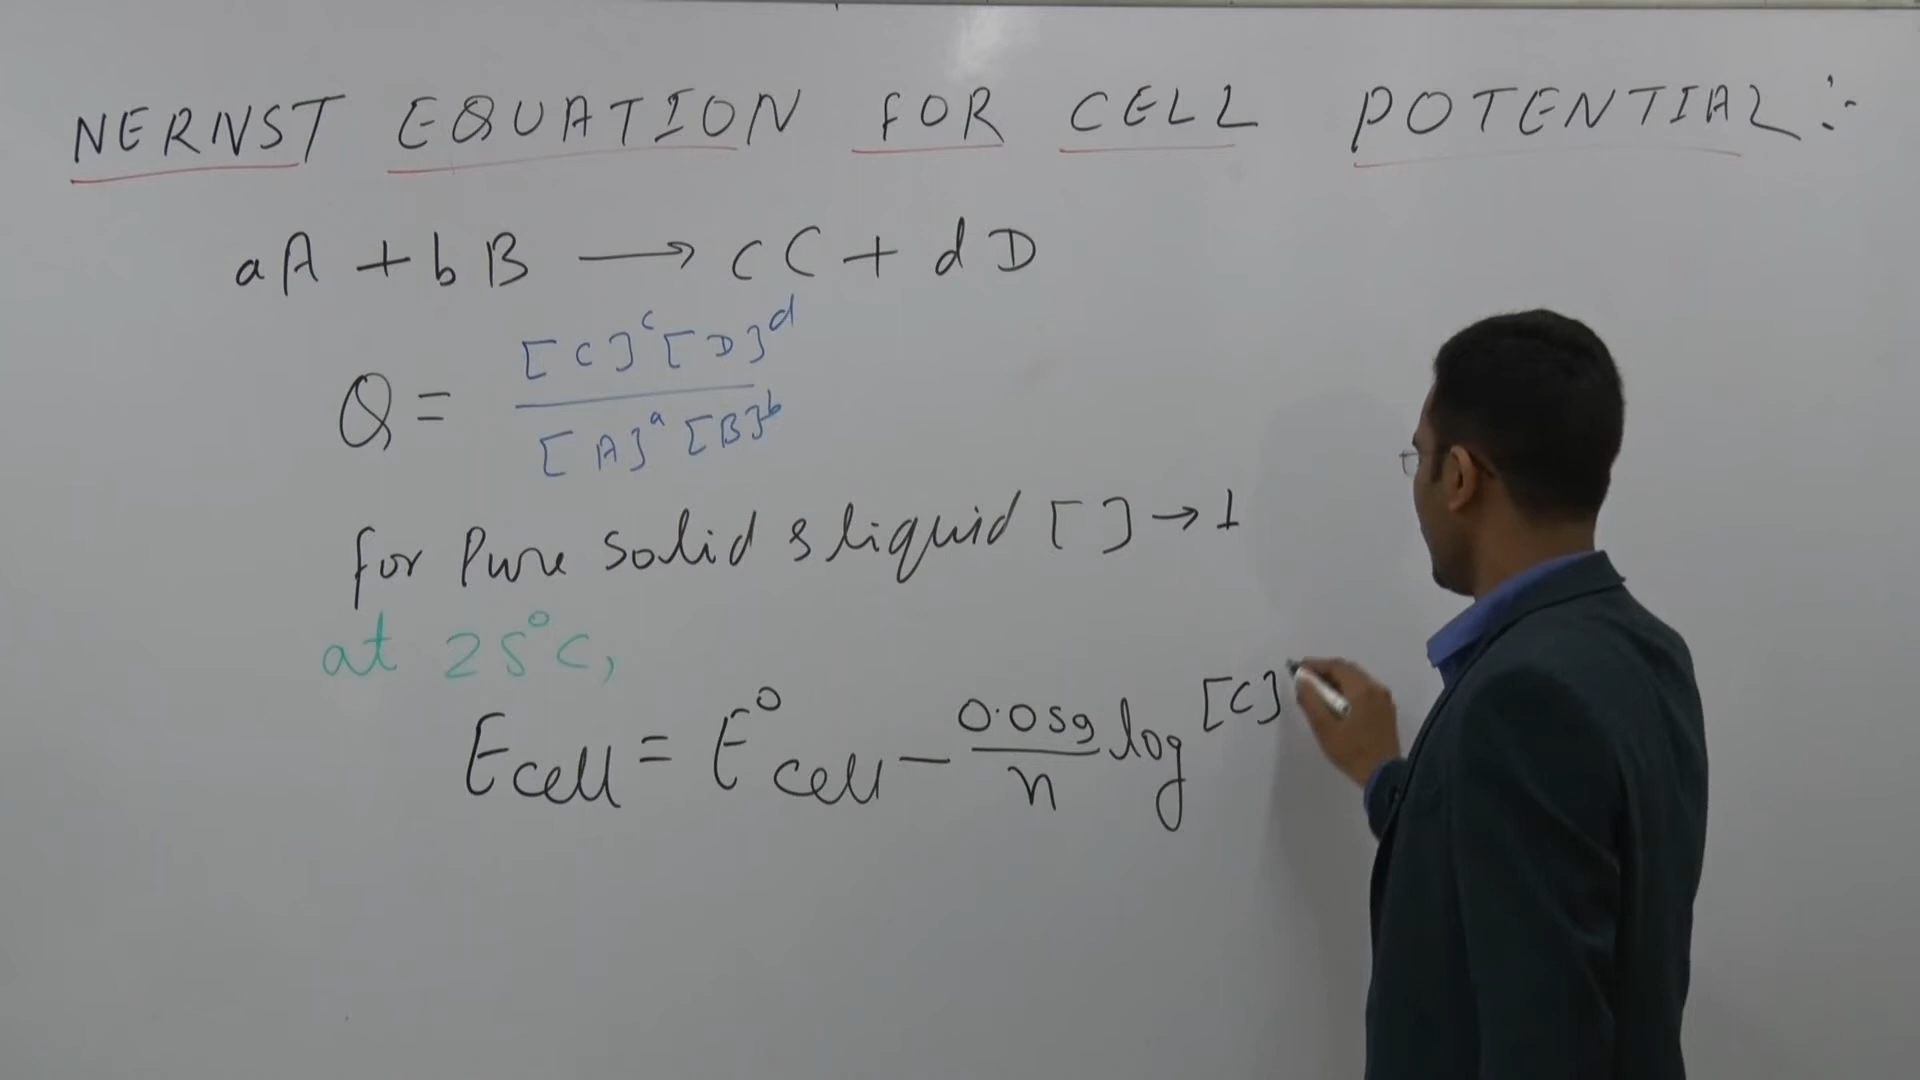 NERNST EQUATION FOR CELL POTENTIAL :-
aA + bB → cC + dD
Q = [C]^c [D]^d / [A]^a [B]^b
for Pure solid & liquid [ ] → 1
at 25°C,
Ecell = E°cell - 0.059/n log [C]